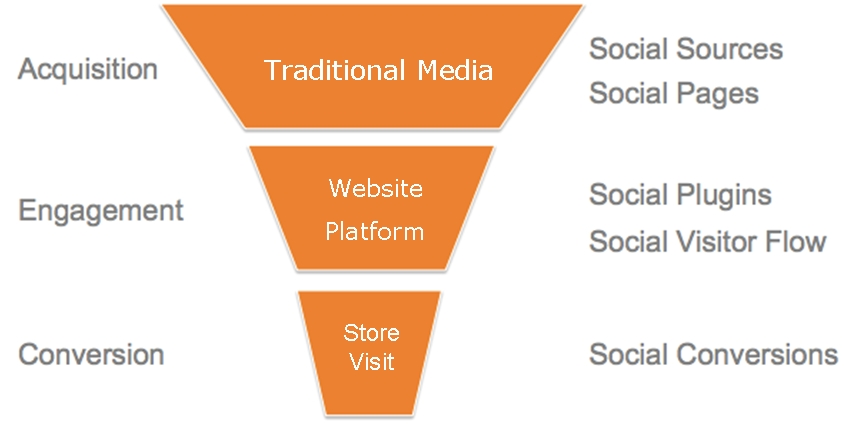 Acquisition
Traditional Media
Social Sources
Social Pages
Engagement
Website
Platform
Social Plugins
Social Visitor Flow
Conversion
Store
Visit
Social Conversions